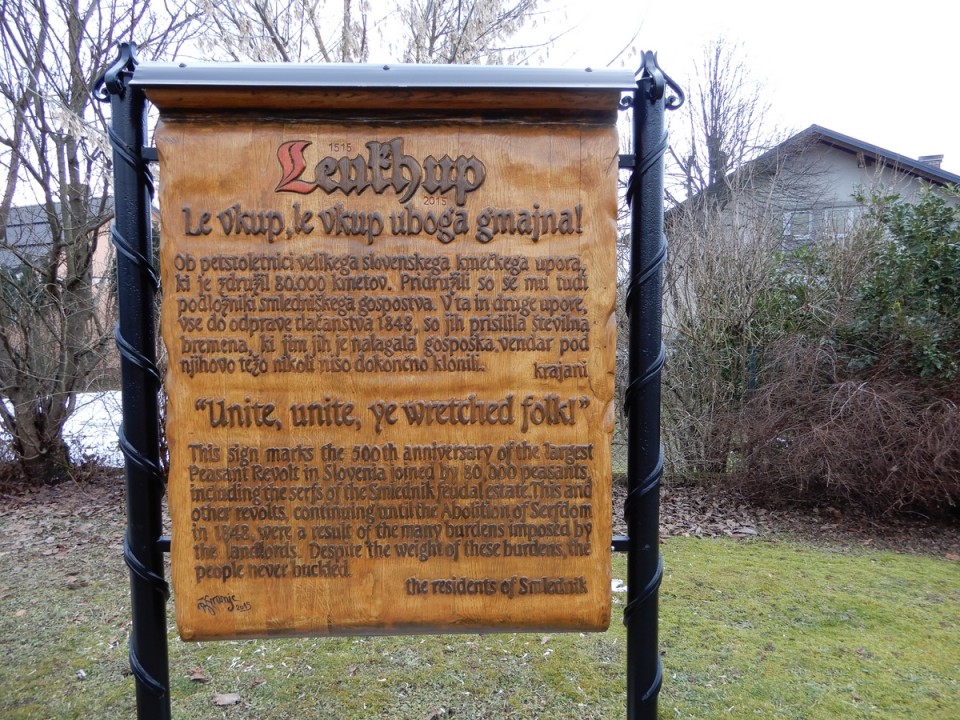 1515
Leukhup
2015
Le vkup, le vkup uboga gmajna!
Ob petstoletnici velikega slovenskega kmečkega upora,
ki je združil 80.000 kmetov. Pridružili so se mu tudi
podložniki smledniškega gospostva. V ta in druge upore,
vse do odprave tlačanstva 1848, so jih prisilila številna
bremena, ki jim jih je nalagala gosposka, vendar pod
njihovo težo nikoli niso dokončno klonili.
krajani
“Unite, unite, ye wretched folk!”
This sign marks the 500th anniversary of the largest
Peasant Revolt in Slovenia joined by 80,000 peasants,
including the serfs of the Smlednik feudal estate. This and
other revolts, continuing until the Abolition of Serfdom
in 1848, were a result of the many burdens imposed by
the landlords. Despite the weight of these burdens, the
people never buckled.
the residents of Smlednik
2015